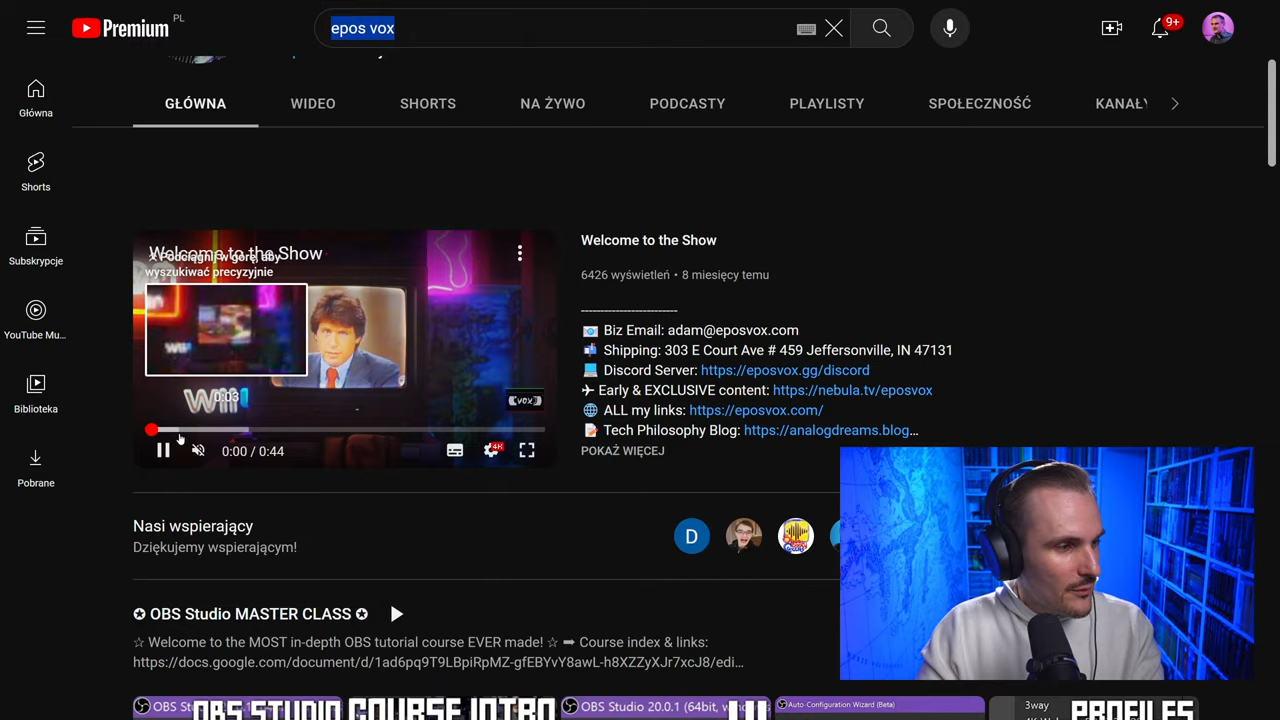 Premium PL
epos vox
9+
GŁÓWNA WIDEO SHORTS NA ŻYWO PODCASTY PLAYLISTY SPOŁECZNOŚĆ KANAŁY
Główna
Shorts
Subskrypcje
YouTube Mu...
Biblioteka
Pobrane
Welcome to the Show
Podciągnij w górę, aby
wyszukiwać precyzyjnie
Wii
0:03
VOX
0:00 / 0:44
4K
Welcome to the Show
6426 wyświetleń • 8 miesięcy temu
-------------------------
Biz Email: adam@eposvox.com
Shipping: 303 E Court Ave # 459 Jeffersonville, IN 47131
Discord Server: https://eposvox.gg/discord
Early & EXCLUSIVE content: https://nebula.tv/eposvox
ALL my links: https://eposvox.com/
Tech Philosophy Blog: https://analogdreams.blog...
POKAŻ WIĘCEJ
Nasi wspierający
Dziękujemy wspierającym!
D
✪ OBS Studio MASTER CLASS ✪
☆ Welcome to the MOST in-depth OBS tutorial course EVER made! ☆ ➡ Course index & links:
https://docs.google.com/document/d/1ad6pq9T9LBpiRpMZ-gfEBYvY8awL-h8XZZyXJr7xcJ8/edi...
OBS STUDIO COURSE INTRO
OBS Studio 20.0.1 (64bit,
Auto-Configuration Wizard (Beta)
3way
PROFILES